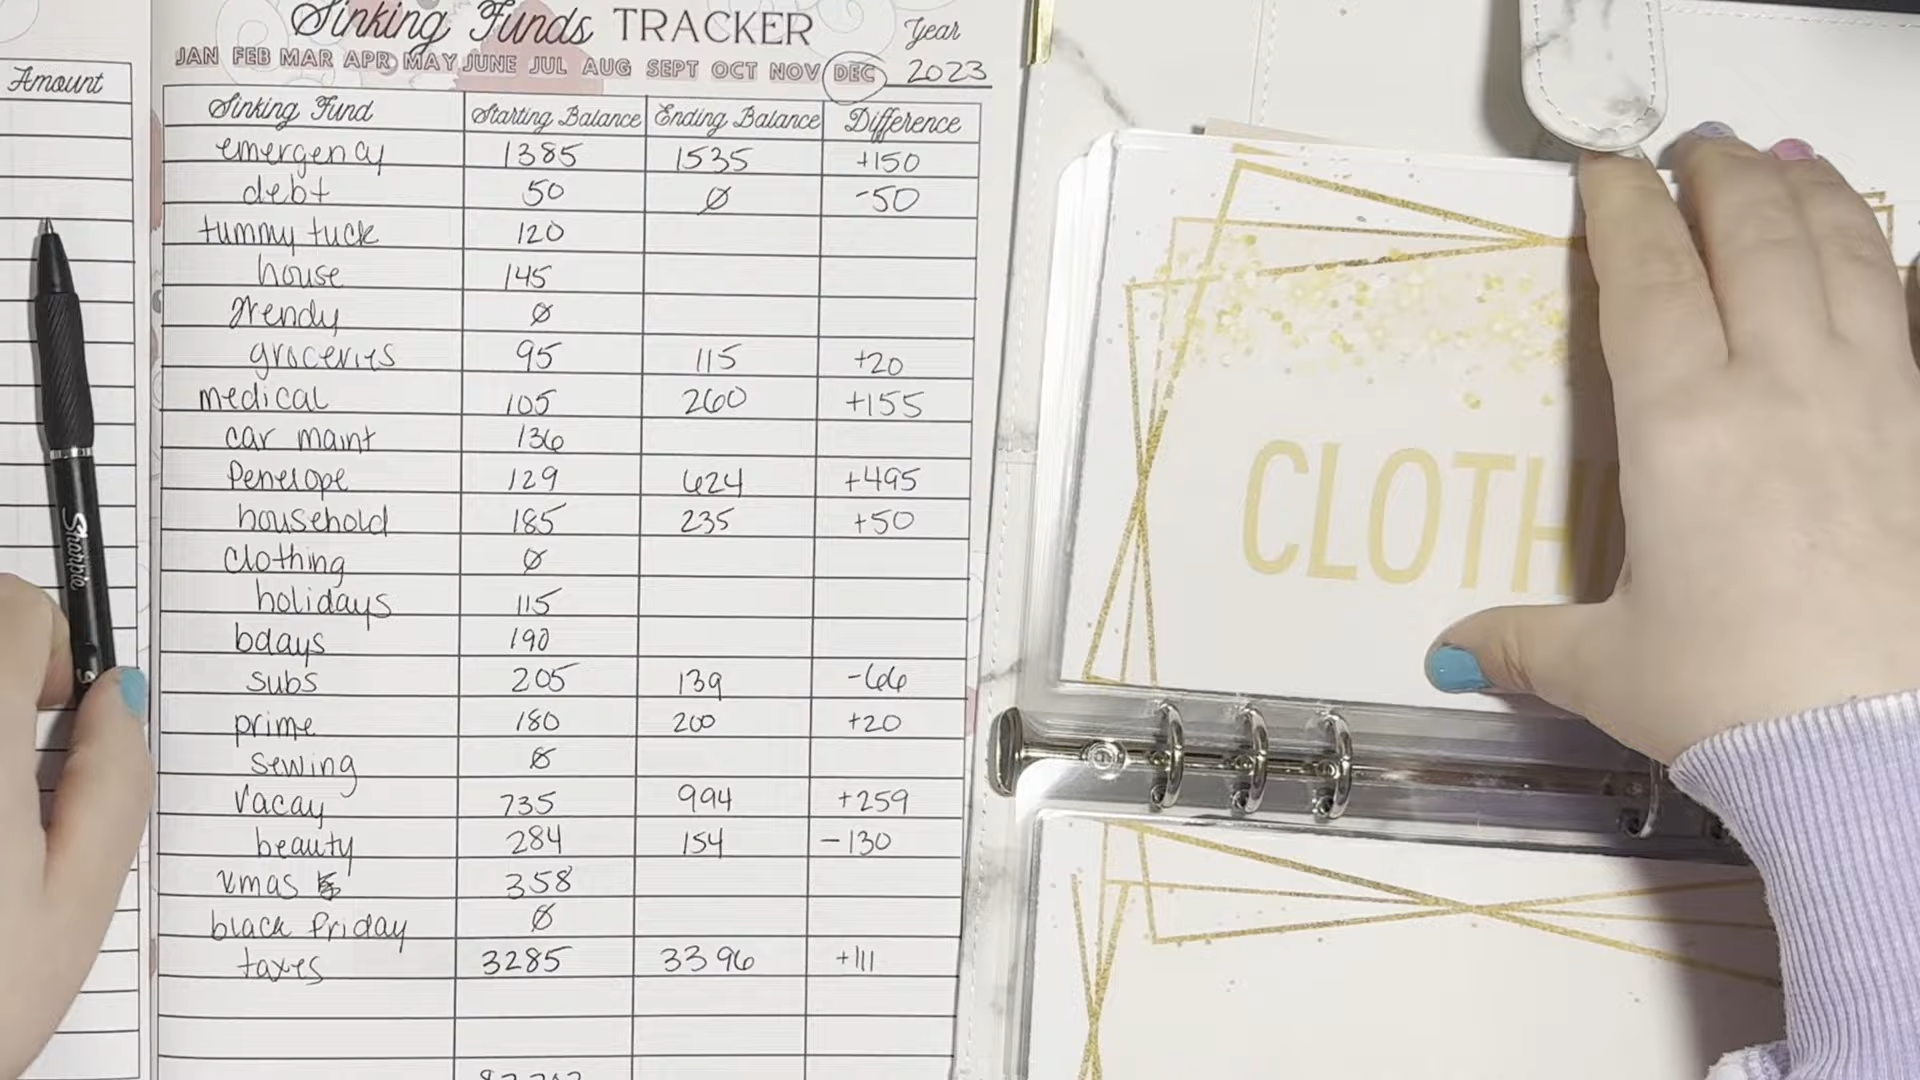 Sinking Funds TRACKER
Year
JAN FEB MAR APR MAY JUNE JUL AUG SEPT OCT NOV DEC 2023
Amount
Sinking Fund Starting Balance Ending Balance Difference
emergency 1385 1535 +150
debt 50 Ø -50
tummy tuck 120
house 145
Trendy Ø
groceries 95 115 +20
medical 105 260 +155
car maint 136
Penelope 129 624 +495
household 185 235 +50
clothing Ø
holidays 115
bdays 190
subs 205 139 -66
prime 180 200 +20
sewing Ø
vacay 735 994 +259
beauty 284 154 -130
xmas 358
black Friday Ø
taxes 3285 3396 +111
Sharpie
CLOTH